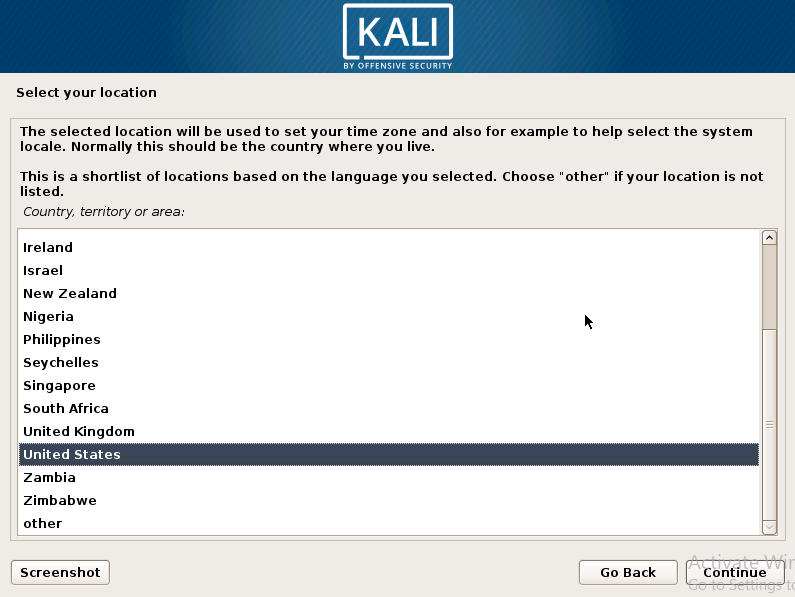 KALI
BY OFFENSIVE SECURITY
Select your location
The selected location will be used to set your time zone and also for example to help select the system
locale. Normally this should be the country where you live.
This is a shortlist of locations based on the language you selected. Choose "other" if your location is not
listed.
Country, territory or area:
Ireland
Israel
New Zealand
Nigeria
Philippines
Seychelles
Singapore
South Africa
United Kingdom
United States
Zambia
Zimbabwe
other
Activate Win
Screenshot
Go Back
Continue
Go to Settings to